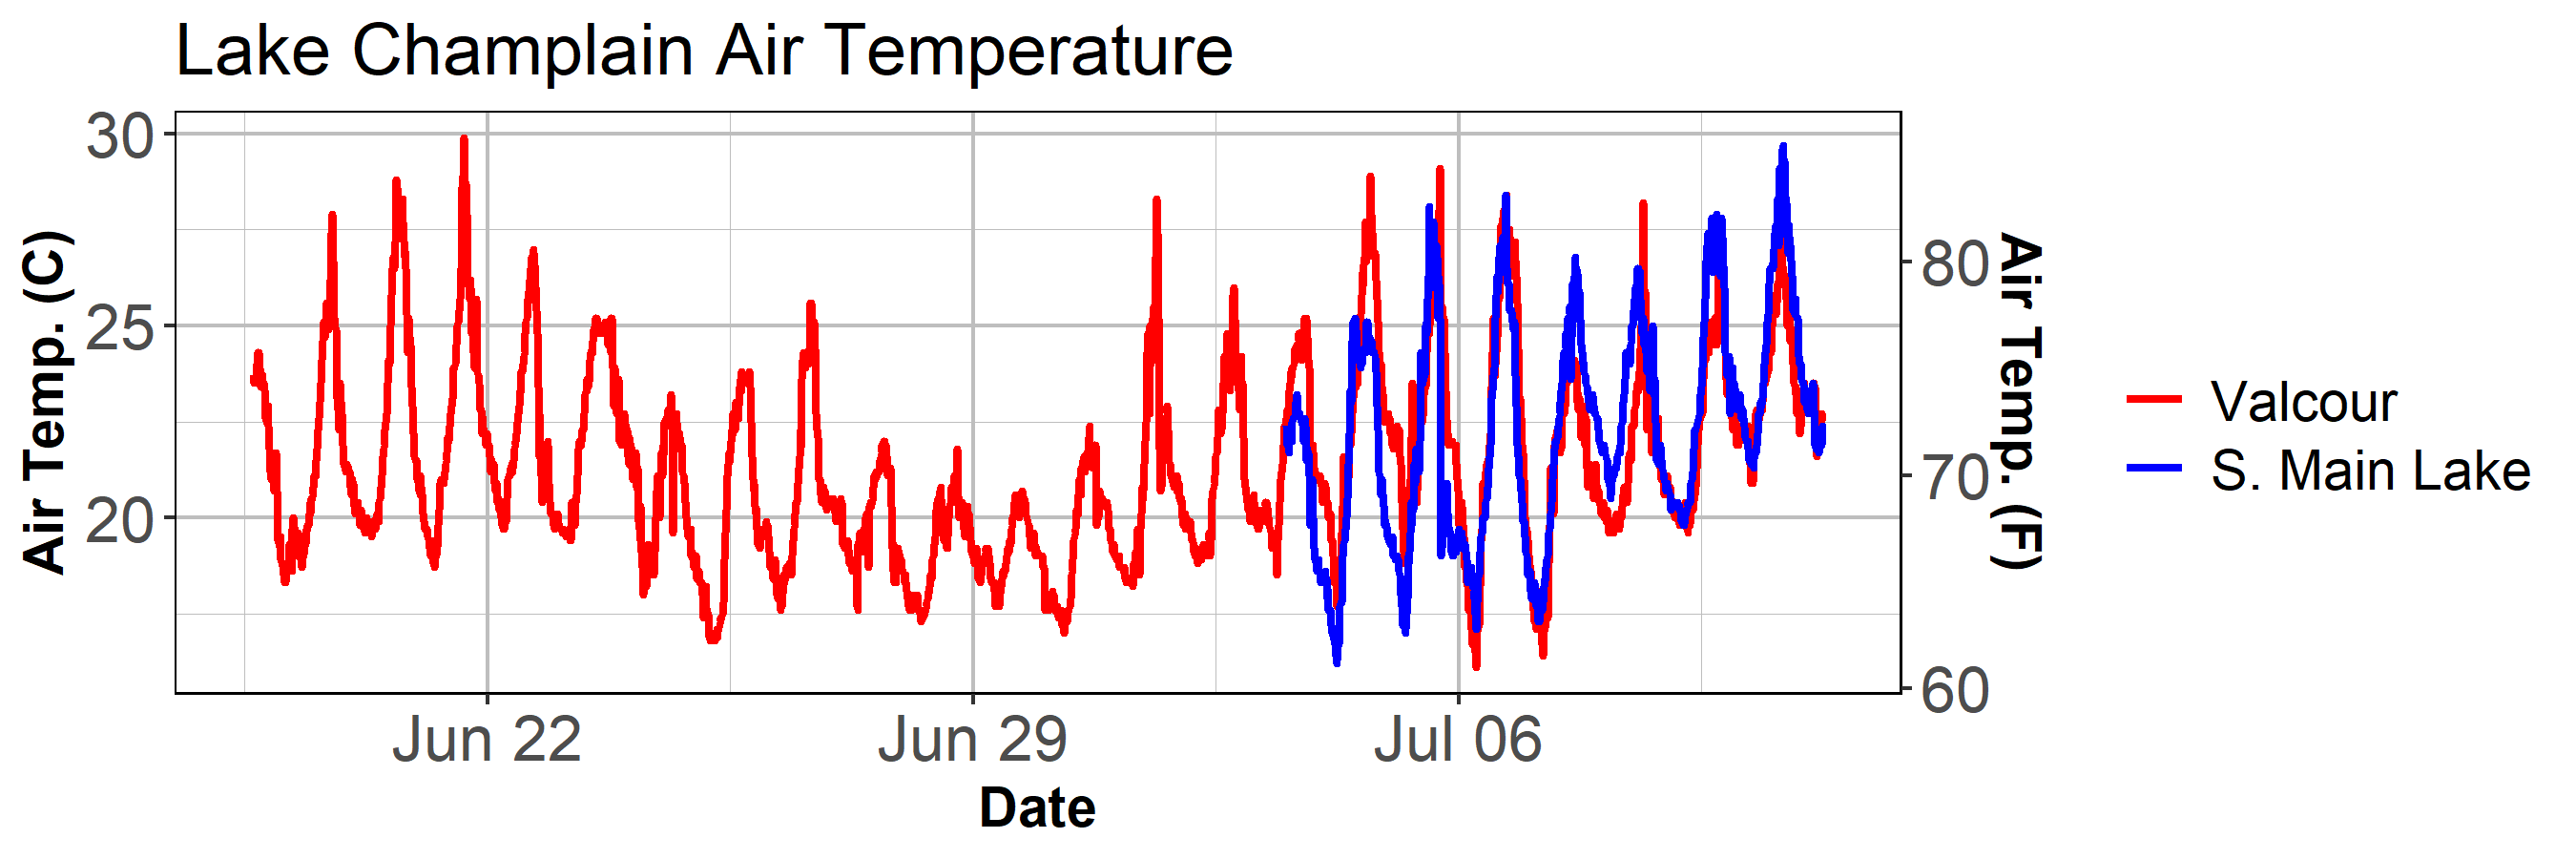 Lake Champlain Air Temperature
Air Temp. (C)
30
25
20
80
70
60
Air Temp. (F)
Jun 22
Jun 29
Jul 06
Date
Valcour
S. Main Lake